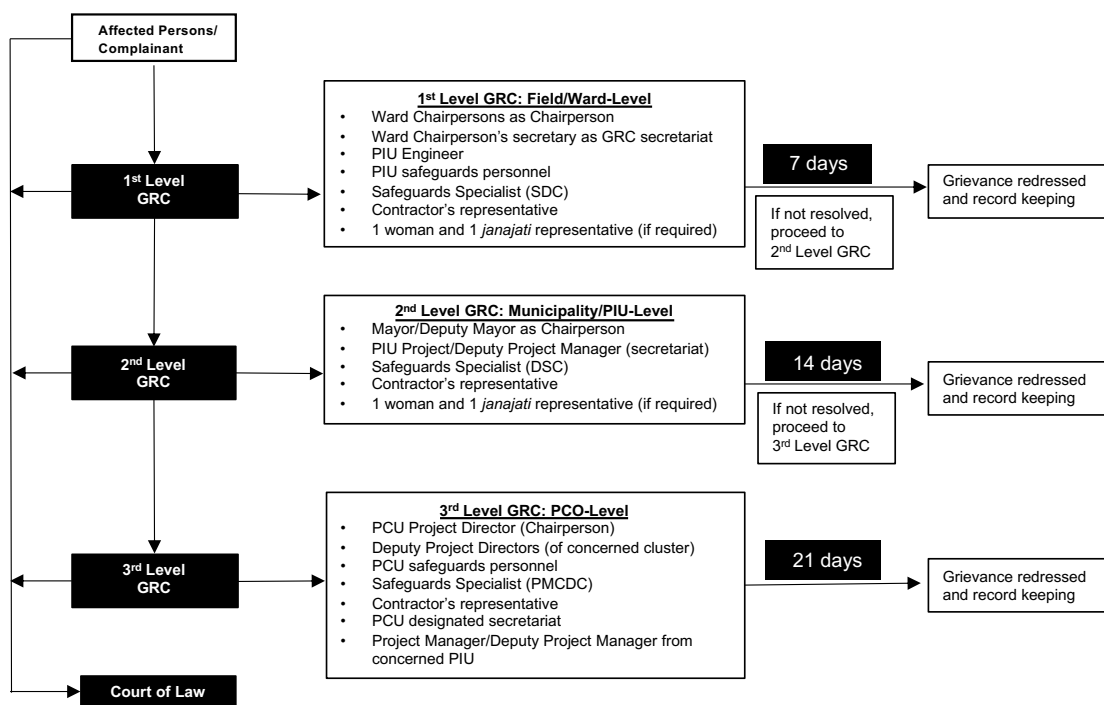 Affected Persons/
Complainant
1st Level GRC: Field/Ward-Level
• Ward Chairpersons as Chairperson
• Ward Chairperson’s secretary as GRC secretariat
• PIU Engineer
• PIU safeguards personnel
• Safeguards Specialist (SDC)
• Contractor’s representative
• 1 woman and 1 janajati representative (if required)
1st Level
GRC
7 days
If not resolved,
proceed to
2nd Level GRC
Grievance redressed
and record keeping
2nd Level GRC: Municipality/PIU-Level
• Mayor/Deputy Mayor as Chairperson
• PIU Project/Deputy Project Manager (secretariat)
• Safeguards Specialist (DSC)
• Contractor’s representative
• 1 woman and 1 janajati representative (if required)
2nd Level
GRC
14 days
If not resolved,
proceed to
3rd Level GRC
Grievance redressed
and record keeping
3rd Level GRC: PCO-Level
• PCU Project Director (Chairperson)
• Deputy Project Directors (of concerned cluster)
• PCU safeguards personnel
• Safeguards Specialist (PMCDC)
• Contractor’s representative
• PCU designated secretariat
• Project Manager/Deputy Project Manager from
concerned PIU
3rd Level
GRC
21 days
Grievance redressed
and record keeping
Court of Law